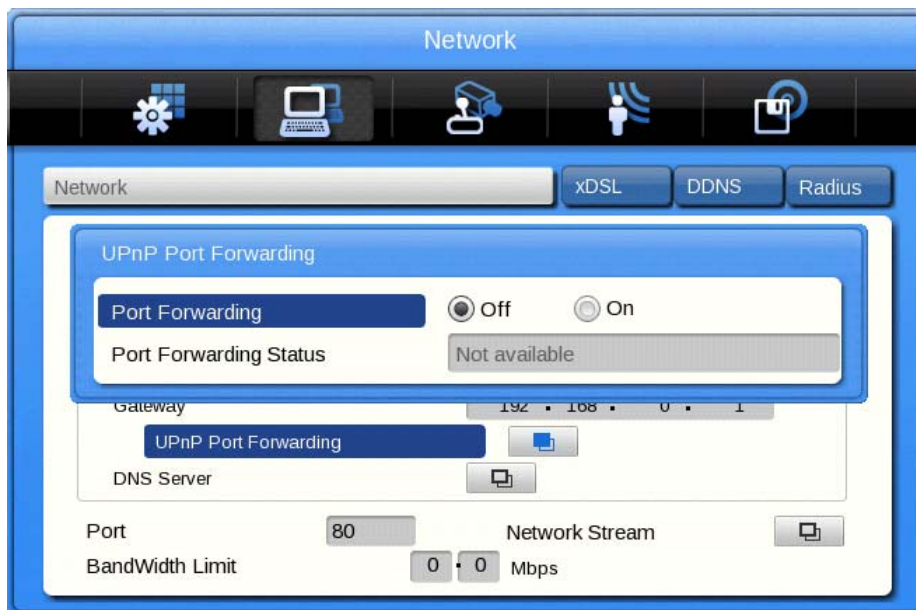 Network
Network xDSL DDNS Radius
UPnP Port Forwarding
Port Forwarding Off On
Port Forwarding Status Not available
Gateway 192 . 168 . 0 . 1
UPnP Port Forwarding
DNS Server
Port 80 Network Stream
BandWidth Limit 0 . 0 Mbps